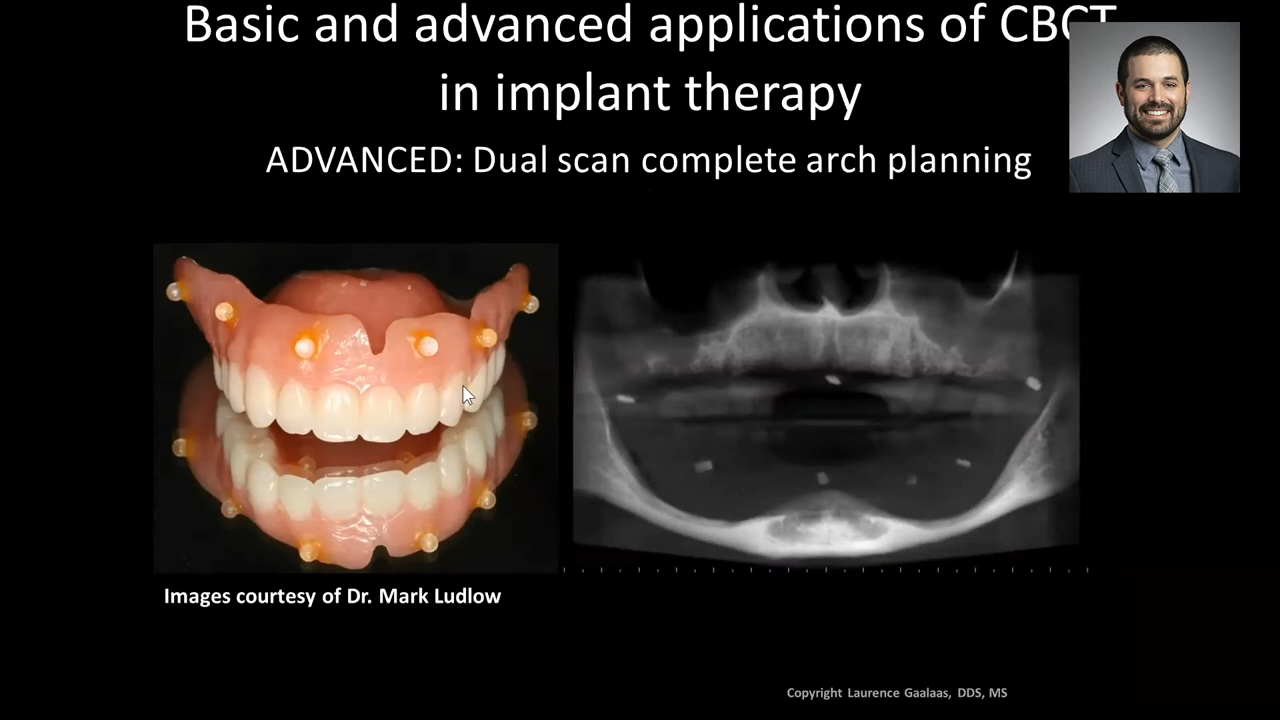 Basic and advanced applications of CBCT
in implant therapy
ADVANCED: Dual scan complete arch planning
Images courtesy of Dr. Mark Ludlow
Copyright Laurence Gaalaas, DDS, MS